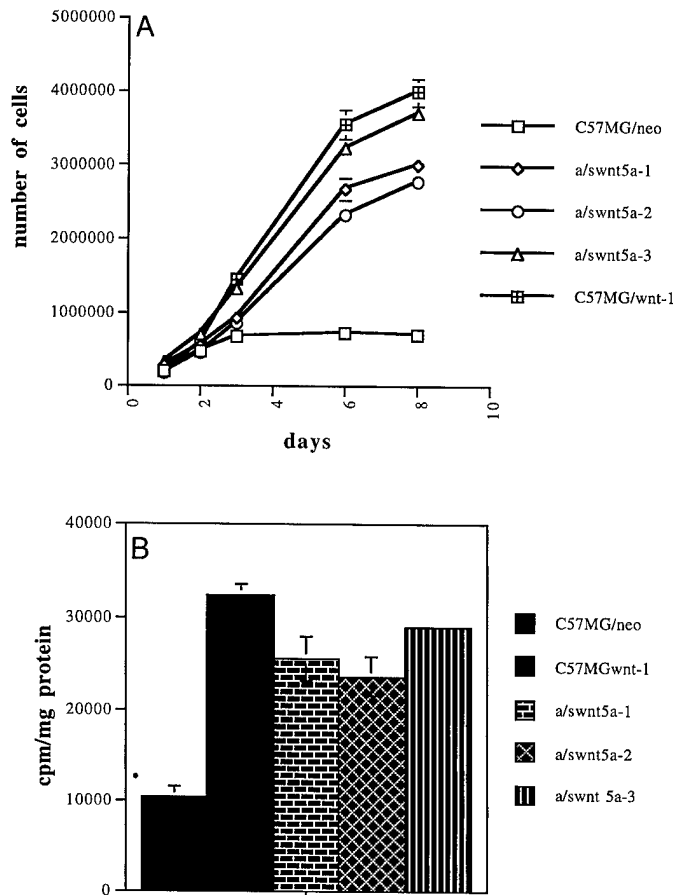 A
5000000
4000000
3000000
2000000
1000000
0
number of cells
0
2
4
6
8
10
days
C57MG/neo
a/swnt5a-1
a/swnt5a-2
a/swnt5a-3
C57MG/wnt-1
B
40000
30000
20000
10000
0
cpm/mg protein
C57MG/neo
C57MGwnt-1
a/swnt5a-1
a/swnt5a-2
a/swnt 5a-3